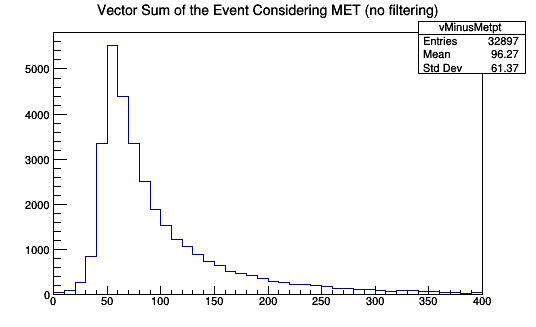 Vector Sum of the Event Considering MET (no filtering)
vMinusMetpt
Entries 32897
Mean 96.27
Std Dev 61.37
5000
4000
3000
2000
1000
0
0 50 100 150 200 250 300 350 400